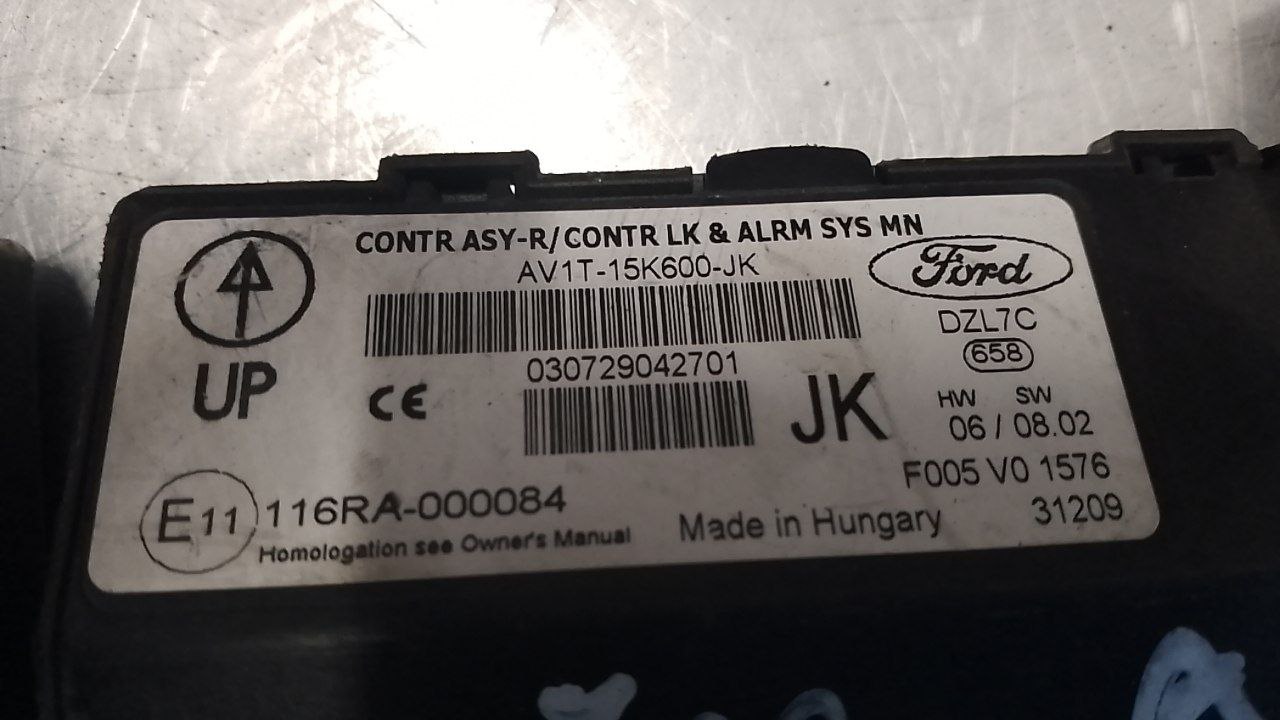 CONTR ASY-R/CONTR LK & ALRM SYS MN
AV1T-15K600-JK
Ford
DZL7C
658
030729042701
UP
CE
JK
HW SW
06 / 08.02
F005 V0 1576
31209
E11 116RA-000084
Homologation see Owner's Manual
Made in Hungary